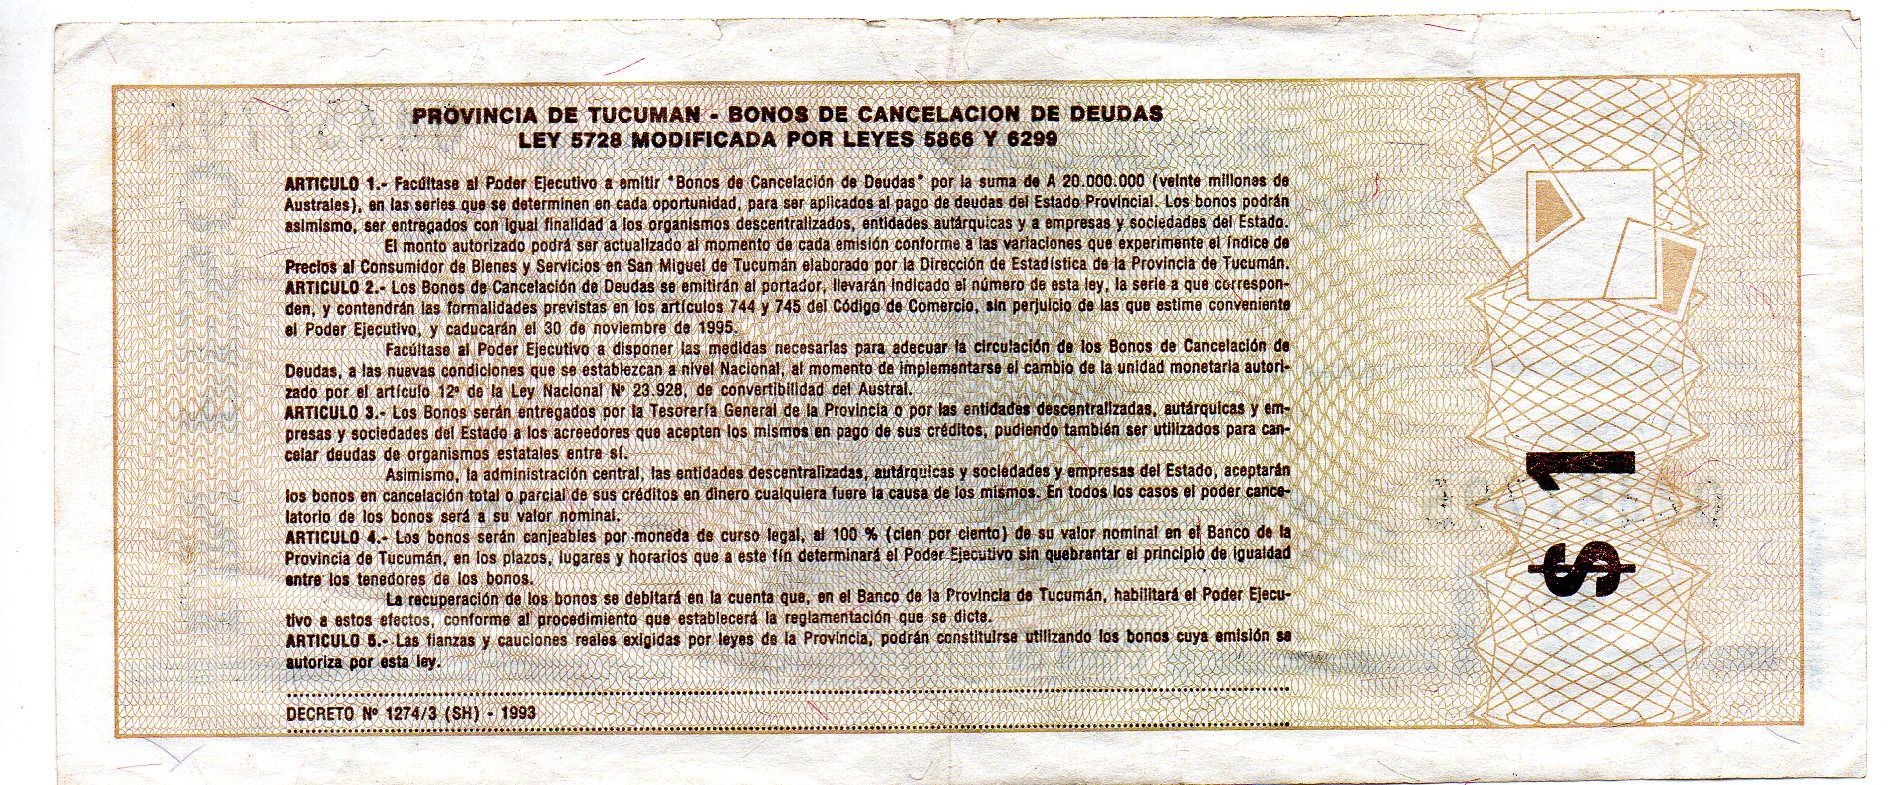 PROVINCIA DE TUCUMAN - BONOS DE CANCELACION DE DEUDAS
LEY 5728 MODIFICADA POR LEYES 5866 Y 6299
ARTICULO 1.- Facúltase al Poder Ejecutivo a emitir "Bonos de Cancelación de Deudas" por la suma de A 20.000.000 (veinte millones de
Australes), en las series que se determinen en cada oportunidad, para ser aplicados al pago de deudas del Estado Provincial. Los bonos podrán
asimismo, ser entregados con igual finalidad a los organismos descentralizados, entidades autárquicas y a empresas y sociedades del Estado.
El monto autorizado podrá ser actualizado al momento de cada emisión conforme a las variaciones que experimente el Índice de
Precios al Consumidor de Bienes y Servicios en San Miguel de Tucumán elaborado por la Dirección de Estadística de la Provincia de Tucumán.
ARTICULO 2.- Los Bonos de Cancelación de Deudas se emitirán al portador, llevarán indicado el número de esta ley, la serie a que correspon-
den, y contendrán las formalidades previstas en los artículos 744 y 745 del Código de Comercio, sin perjuicio de las que estime conveniente
el Poder Ejecutivo, y caducarán el 30 de noviembre de 1995.
Facúltase al Poder Ejecutivo a disponer las medidas necesarias para adecuar la circulación de los Bonos de Cancelación de
Deudas, a las nuevas condiciones que se establezcan a nivel Nacional, al momento de implementarse el cambio de la unidad monetaria autori-
zado por el artículo 12º de la Ley Nacional Nº 23.928, de convertibilidad del Austral.
ARTICULO 3.- Los Bonos serán entregados por la Tesorería General de la Provincia o por las entidades descentralizadas, autárquicas y em-
presas y sociedades del Estado a los acreedores que acepten los mismos en pago de sus créditos, pudiendo también ser utilizados para can-
celar deudas de organismos estatales entre sí.
Asimismo, la administración central, las entidades descentralizadas, autárquicas y sociedades y empresas del Estado, aceptarán
los bonos en cancelación total o parcial de sus créditos en dinero cualquiera fuere la causa de los mismos. En todos los casos el poder cance-
latorio de los bonos será a su valor nominal.
ARTICULO 4.- Los bonos serán canjeables por moneda de curso legal, al 100 % (cien por ciento) de su valor nominal en el Banco de la
Provincia de Tucumán, en los plazos, lugares y horarios que a este fin determinará el Poder Ejecutivo sin quebrantar el principio de igualdad
entre los tenedores de los bonos.
La recuperación de los bonos se debitará en la cuenta que, en el Banco de la Provincia de Tucumán, habilitará el Poder Ejecu-
tivo a estos efectos, conforme al procedimiento que establecerá la reglamentación que se dicte.
ARTICULO 5.- Las fianzas y cauciones reales exigidas por leyes de la Provincia, podrán constituirse utilizando los bonos cuya emisión se
autoriza por esta ley.
DECRETO Nº 1274/3 (SH) - 1993
$ 1